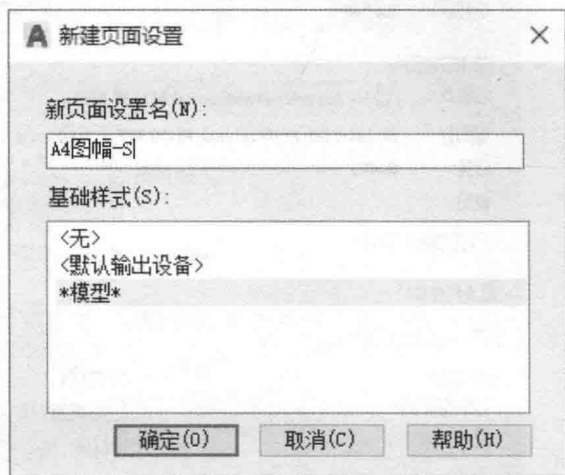 新建页面设置
新页面设置名(N):
A4图幅-S
基础样式(S):
<无>
<默认输出设备>
*模型*
确定(O) 取消(C) 帮助(H)